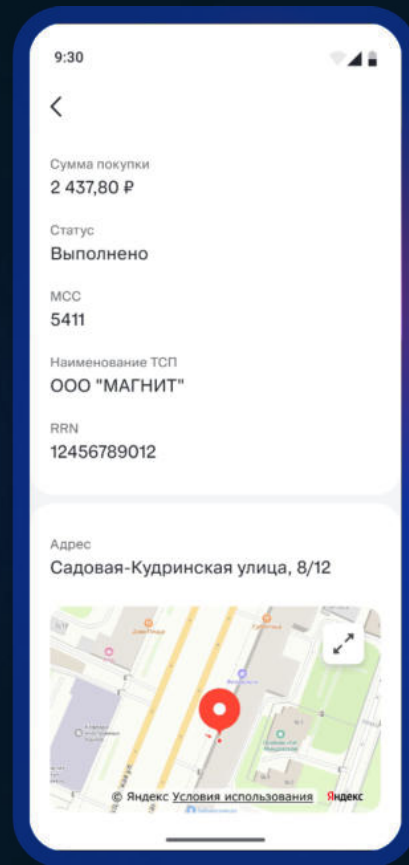 9:30
Сумма покупки
2 437,80 ₽
Статус
Выполнено
МСС
5411
Наименование ТСП
ООО "МАГНИТ"
RRN
12456789012
Адрес
Садовая-Кудринская улица, 8/12
© Яндекс Условия использования Яндекс